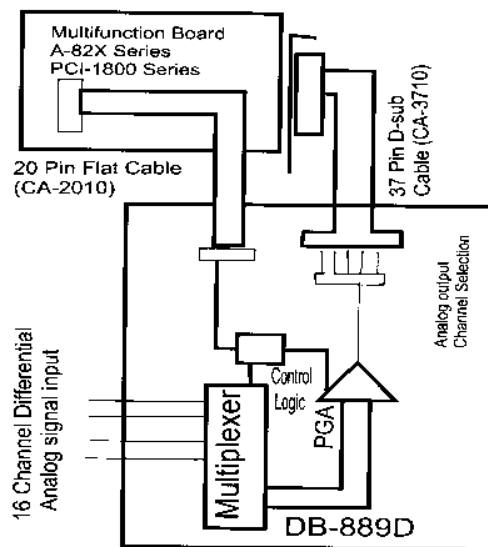 Multifunction Board
A-82X Series
PCI-1800 Series
20 Pin Flat Cable
(CA-2010)
37 Pin D-sub
Cable (CA-3710)
Analog output
Channel Selection
16 Channel Differential
Analog signal input
Multiplexer
Control
Logic
PGA
DB-889D